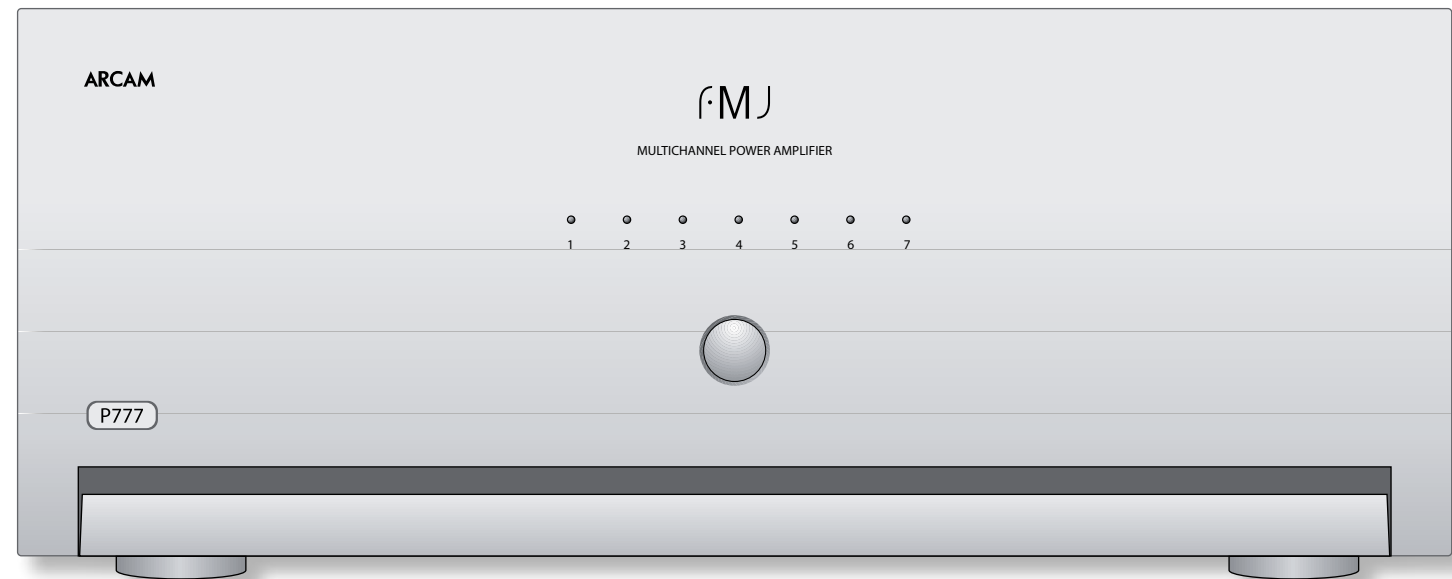 ARCAM
FMJ
MULTICHANNEL POWER AMPLIFIER
1 2 3 4 5 6 7
P777